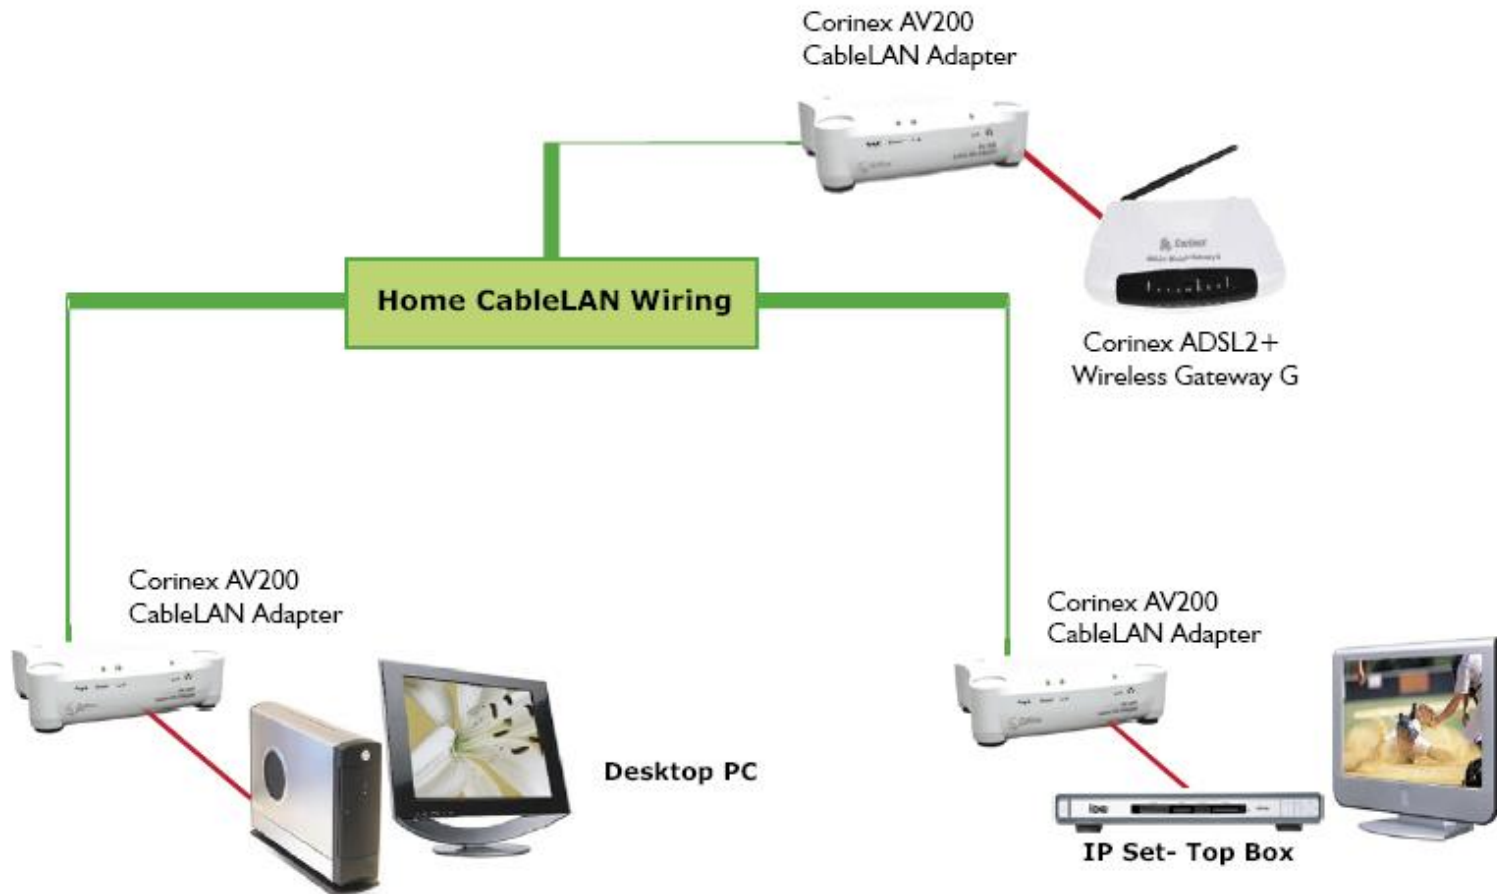 Corinex AV200
CableLAN Adapter
Corinex
Home CableLAN Wiring
Corinex ADSL2+
Wireless Gateway G
Corinex AV200
CableLAN Adapter
Corinex AV200
CableLAN Adapter
Desktop PC
IP Set- Top Box